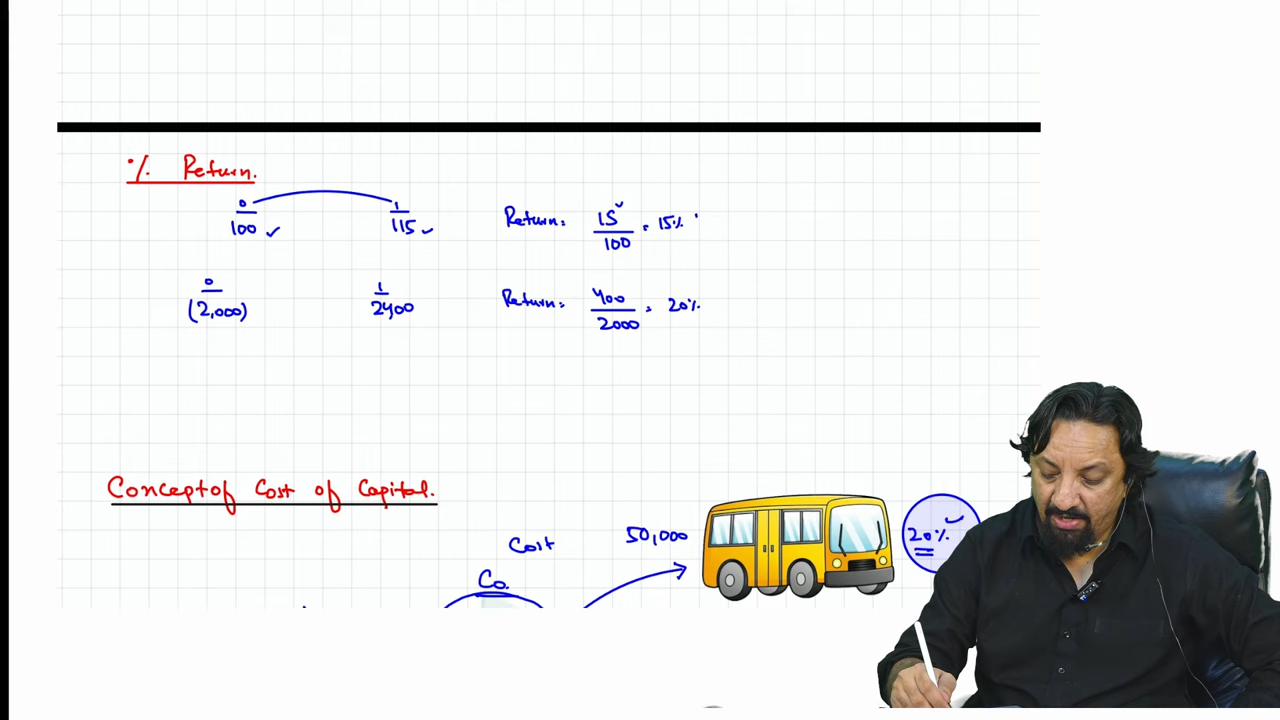 % Return.
0 1
100 115 Return: 15/100 = 15%
0 1
(2,000) 2400 Return: 400/2000 = 20%
Concept of Cost of Capital.
Cost 50,000 20%
Co.